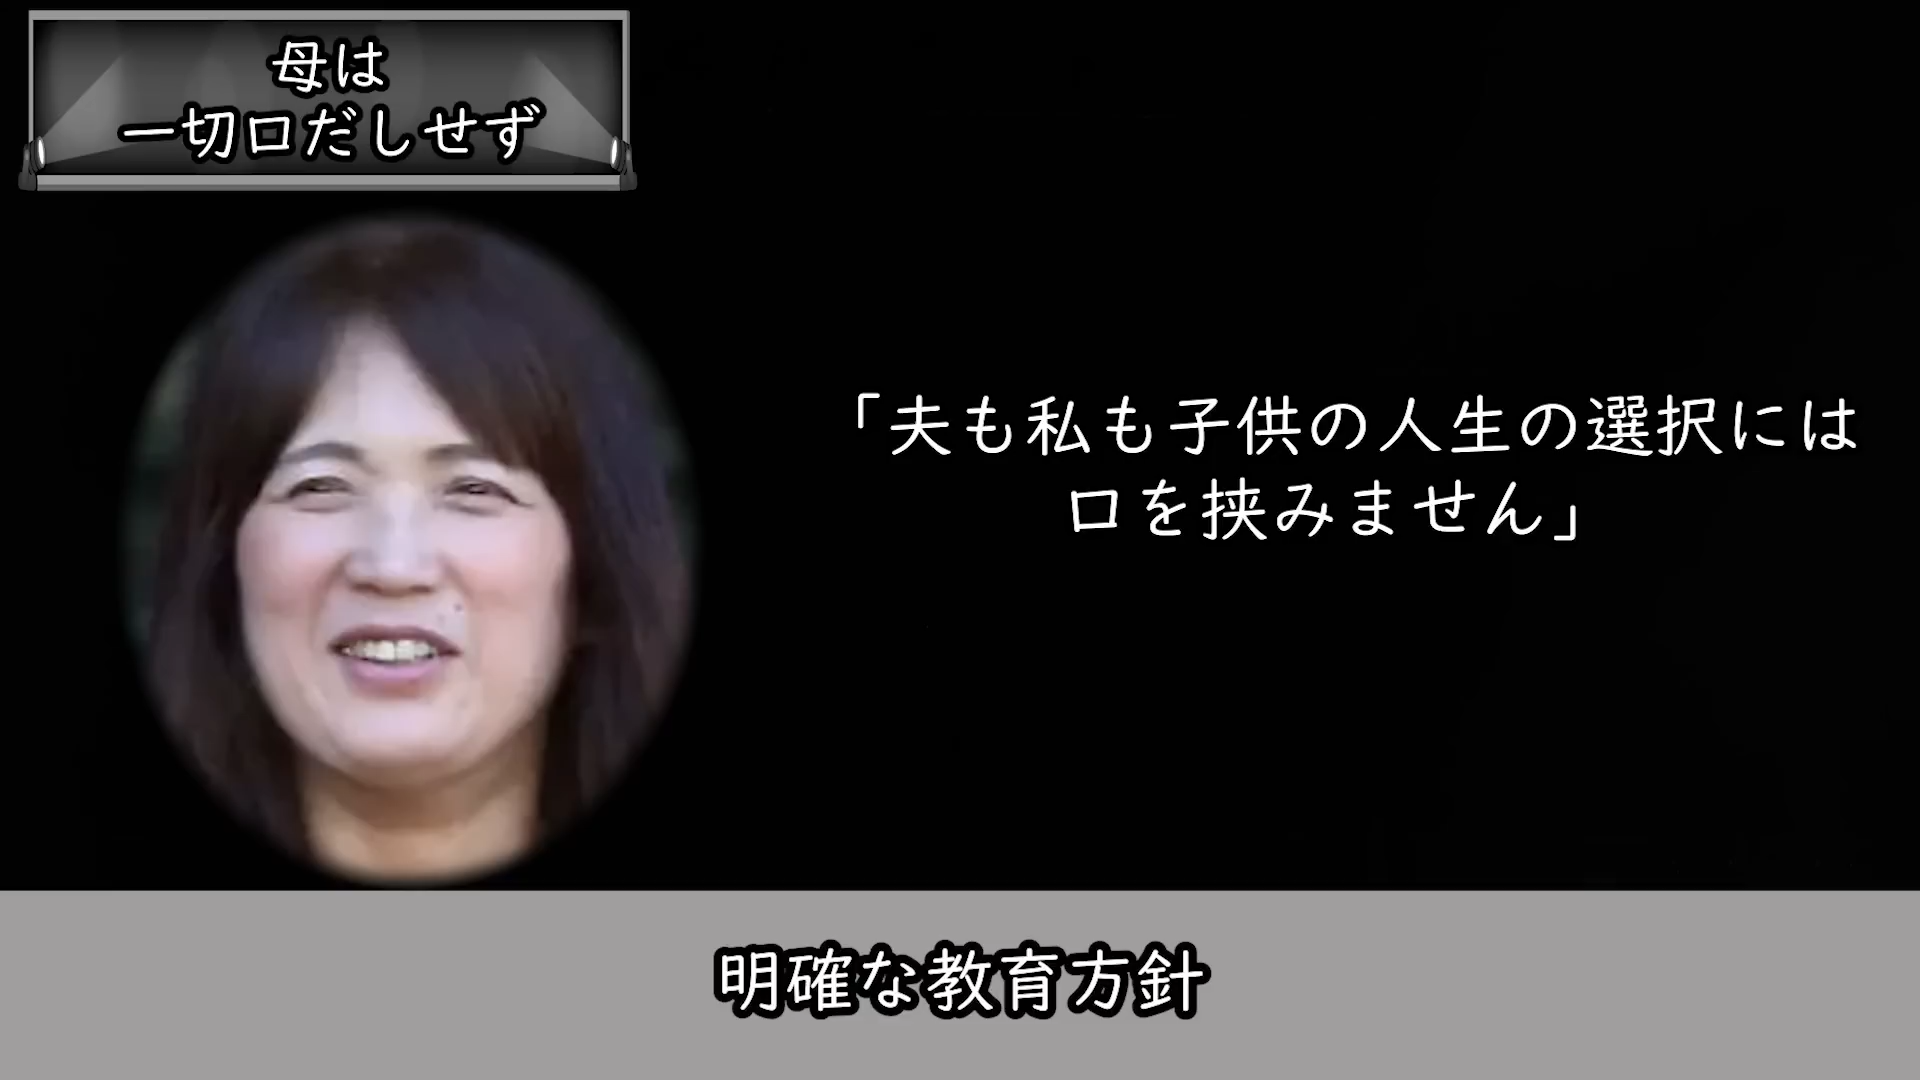 母は
一切口だしせず
「夫も私も子供の人生の選択には
口を挟みません」
明確な教育方針